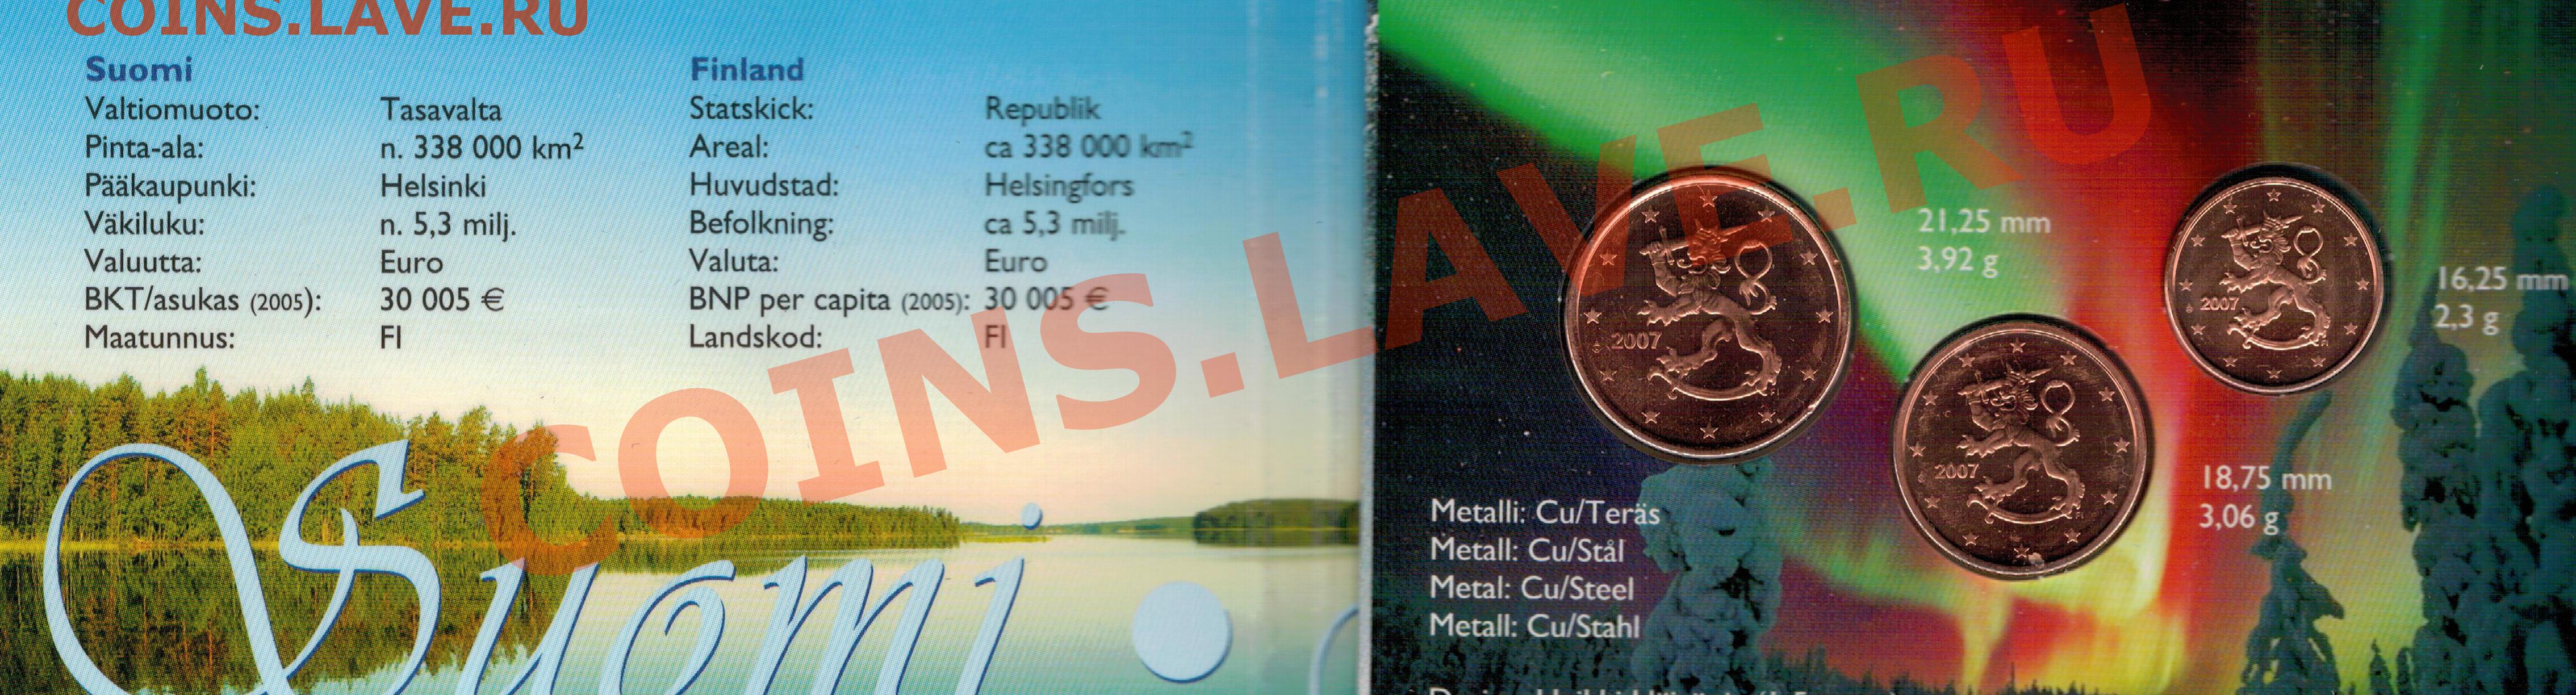 COINS.LAVE.RU
Suomi
Valtiomuoto: Tasavalta
Pinta-ala: n. 338 000 km²
Pääkaupunki: Helsinki
Väkiluku: n. 5,3 milj.
Valuutta: Euro
BKT/asukas (2005): 30 005 €
Maatunnus: FI
Finland
Statskick: Republik
Areal: ca 338 000 km²
Huvudstad: Helsingfors
Befolkning: ca 5,3 milj.
Valuta: Euro
BNP per capita (2005): 30 005 €
Landskod: FI
Suomi
COINS.LAVE.RU
2007
21,25 mm
3,92 g
2007
18,75 mm
3,06 g
2007
16,25 mm
2,3 g
Metalli: Cu/Teräs
Metall: Cu/Stål
Metal: Cu/Steel
Metall: Cu/Stahl